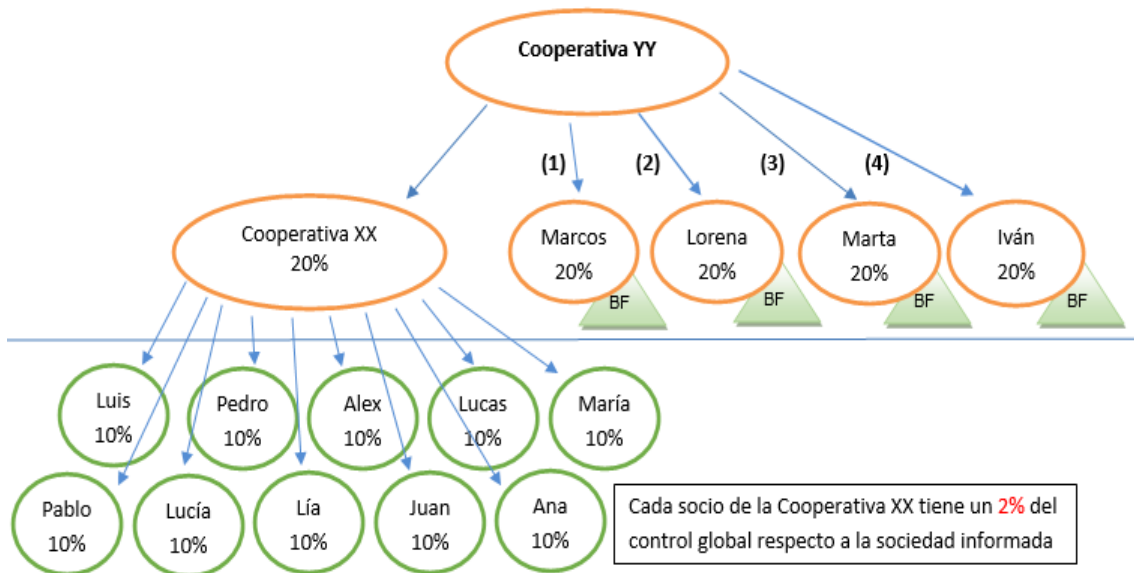 Cooperativa YY
(1)
(2)
(3)
(4)
Cooperativa XX
20%
Marcos
20%
BF
Lorena
20%
BF
Marta
20%
BF
Iván
20%
BF
Luis
10%
Pedro
10%
Alex
10%
Lucas
10%
María
10%
Pablo
10%
Lucía
10%
Lía
10%
Juan
10%
Ana
10%
Cada socio de la Cooperativa XX tiene un 2% del
control global respecto a la sociedad informada